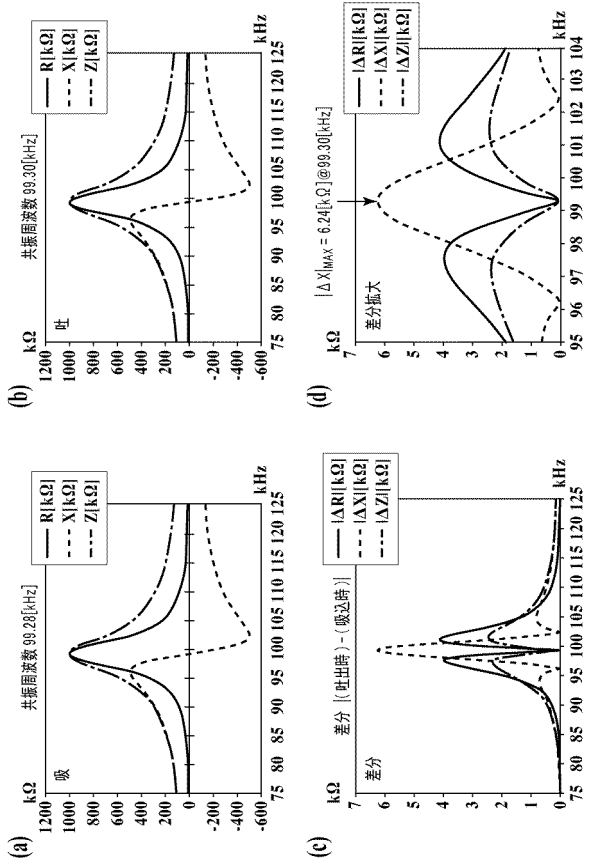 (a)
共振周波数 99.28[kHz]
kΩ
吸
R[kΩ]
X[kΩ]
Z[kΩ]
1200
1000
800
600
400
200
0
-200
-400
-600
75 80 85 90 95 100 105 110 115 120 125
kHz
(b)
共振周波数 99.30[kHz]
kΩ
吐
R[kΩ]
X[kΩ]
Z[kΩ]
1200
1000
800
600
400
200
0
-200
-400
-600
75 80 85 90 95 100 105 110 115 120 125
kHz
(c)
差分 |(吐出時)-(吸込時)|
kΩ
差分
|ΔR|[kΩ]
|ΔX|[kΩ]
|ΔZ|[kΩ]
7
6
5
4
3
2
1
0
75 80 85 90 95 100 105 110 115 120 125
kHz
(d)
|ΔX|MAX = 6.24[kΩ]@99.30[kHz]
kΩ
差分拡大
|ΔR|[kΩ]
|ΔX|[kΩ]
|ΔZ|[kΩ]
7
6
5
4
3
2
1
0
95 96 97 98 99 100 101 102 103 104
kHz